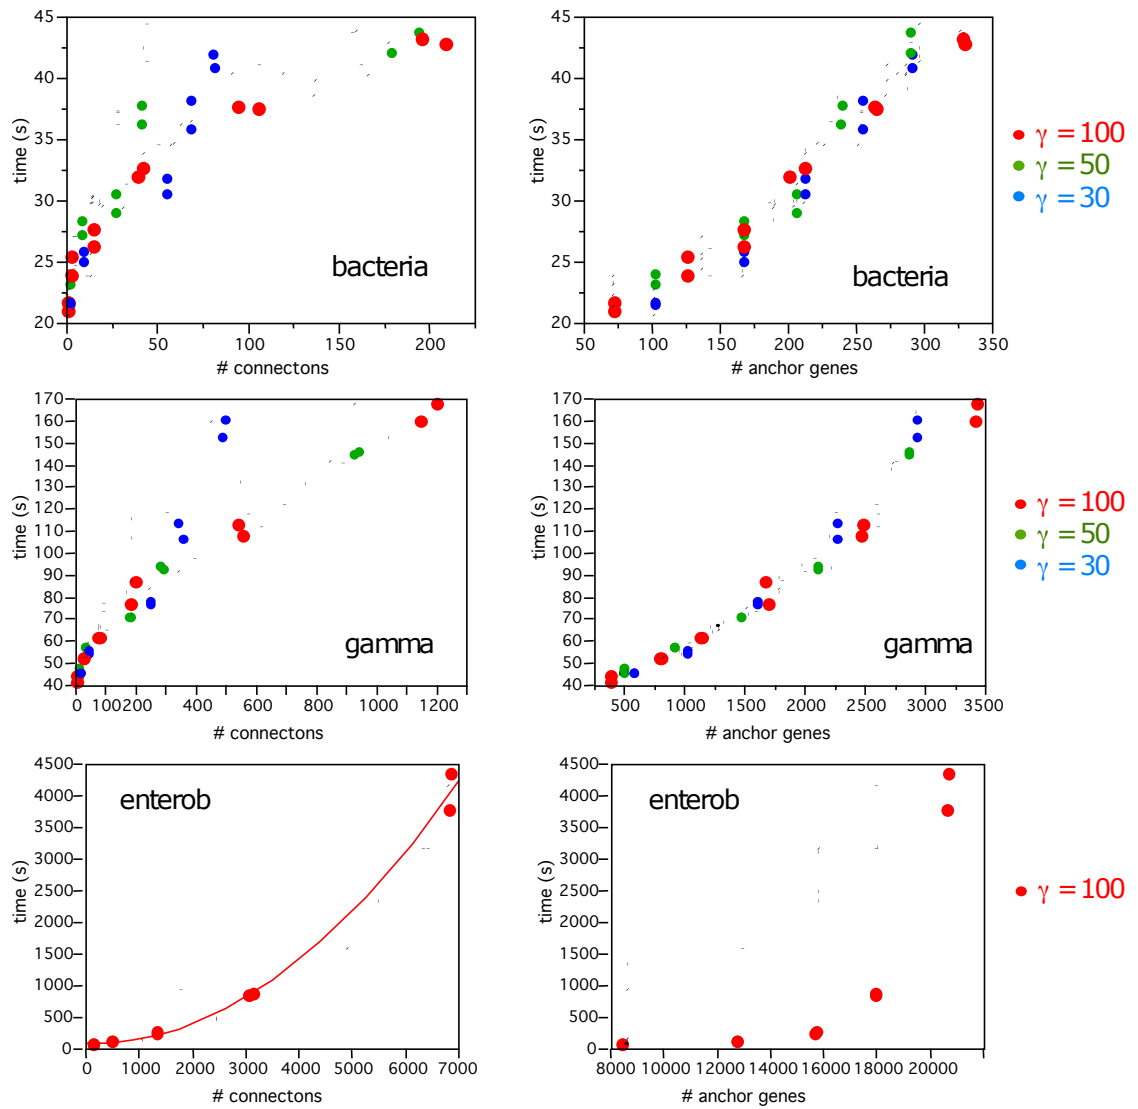 45
40
35
30
25
20
time (s)
bacteria
0 50 100 150 200
# connectons
45
40
35
30
25
20
time (s)
bacteria
50 100 150 200 250 300 350
# anchor genes
γ = 100
γ = 50
γ = 30
170
160
150
140
130
120
110
100
90
80
70
60
50
40
time (s)
gamma
0 100 200 400 600 800 1000 1200
# connectons
170
160
150
140
130
120
110
100
90
80
70
60
50
40
time (s)
gamma
500 1000 1500 2000 2500 3000 3500
# anchor genes
γ = 100
γ = 50
γ = 30
4500
4000
3500
3000
2500
2000
1500
1000
500
0
time (s)
enterob
0 1000 2000 3000 4000 5000 6000 7000
# connectons
4500
4000
3500
3000
2500
2000
1500
1000
500
0
time (s)
enterob
8000 10000 12000 14000 16000 18000 20000
# anchor genes
γ = 100